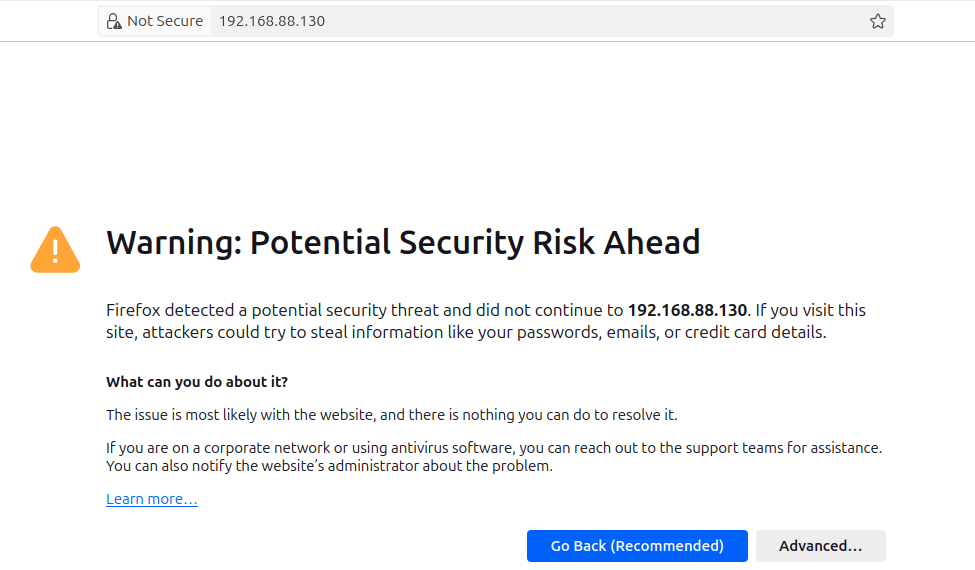 Not Secure 192.168.88.130
Warning: Potential Security Risk Ahead
Firefox detected a potential security threat and did not continue to 192.168.88.130. If you visit this
site, attackers could try to steal information like your passwords, emails, or credit card details.
What can you do about it?
The issue is most likely with the website, and there is nothing you can do to resolve it.
If you are on a corporate network or using antivirus software, you can reach out to the support teams for assistance.
You can also notify the website’s administrator about the problem.
Learn more…
Go Back (Recommended) Advanced…